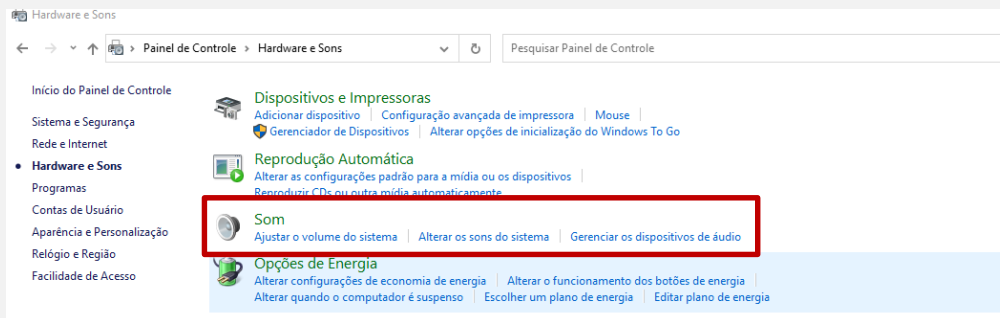 Hardware e Sons
Painel de Controle Hardware e Sons
Pesquisar Painel de Controle
Início do Painel de Controle
Sistema e Segurança
Rede e Internet
Hardware e Sons
Programas
Contas de Usuário
Aparência e Personalização
Relógio e Região
Facilidade de Acesso
Dispositivos e Impressoras
Adicionar dispositivo Configuração avançada de impressora Mouse
Gerenciador de Dispositivos Alterar opções de inicialização do Windows To Go
Reprodução Automática
Alterar as configurações padrão para a mídia ou os dispositivos
Reproduzir CDs ou outra mídia automaticamente
Som
Ajustar o volume do sistema Alterar os sons do sistema Gerenciar os dispositivos de áudio
Opções de Energia
Alterar configurações de economia de energia Alterar o funcionamento dos botões de energia
Alterar quando o computador é suspenso Escolher um plano de energia Editar plano de energia